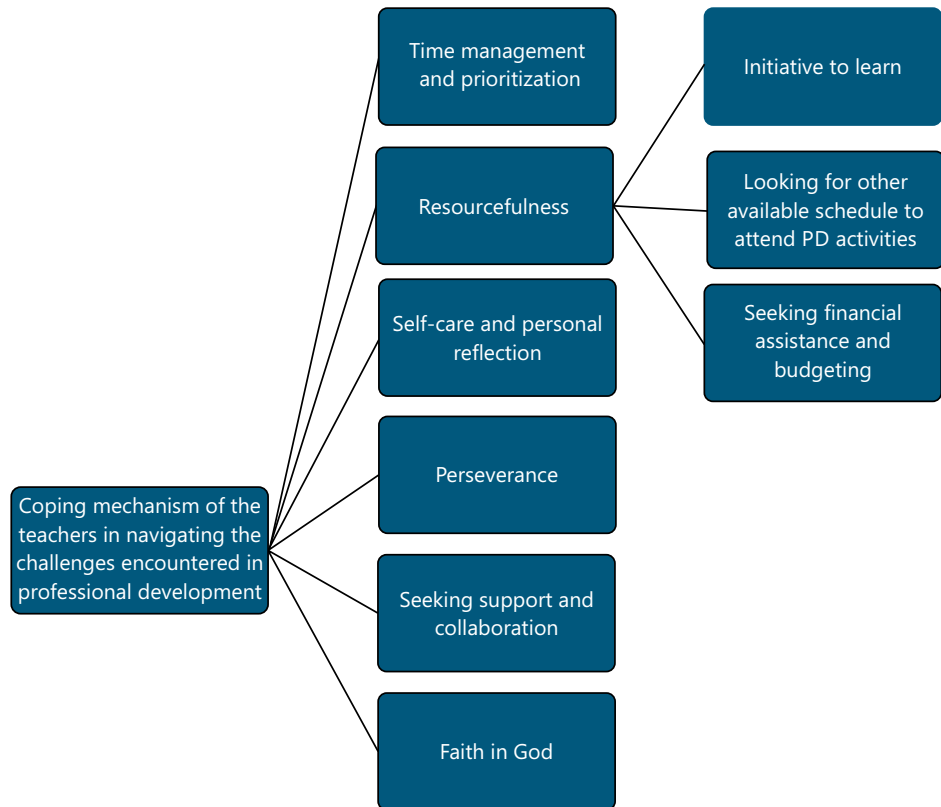 Time management
and prioritization
Initiative to learn
Resourcefulness
Looking for other
available schedule to
attend PD activities
Self-care and personal
reflection
Seeking financial
assistance and
budgeting
Perseverance
Coping mechanism of the
teachers in navigating the
challenges encountered in
professional development
Seeking support and
collaboration
Faith in God